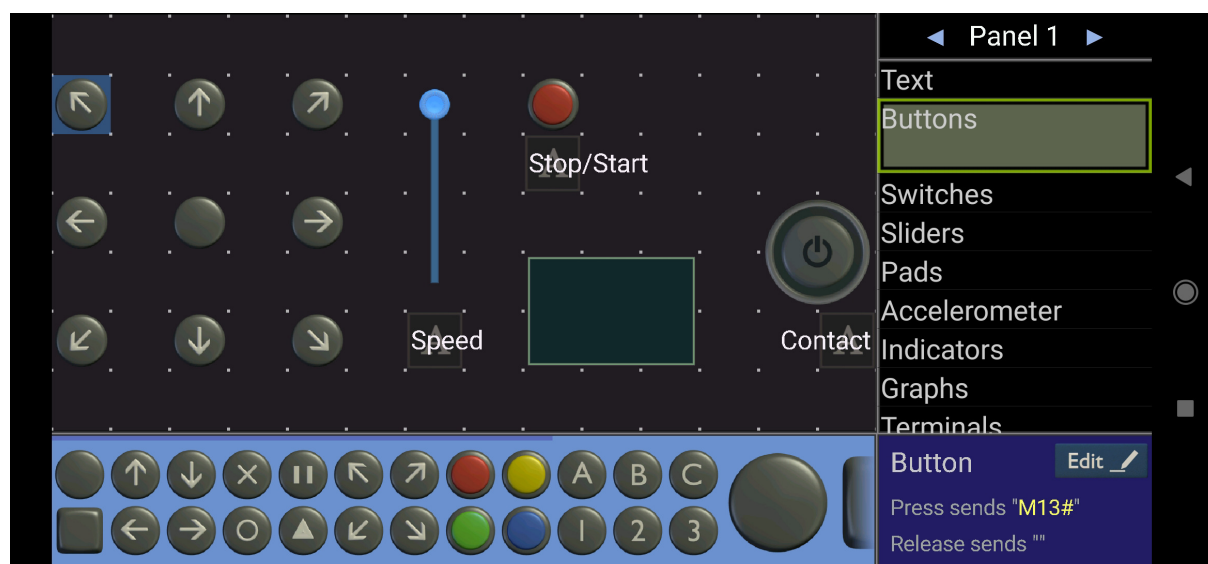 Panel 1
Text
Buttons
Switches
Sliders
Pads
Accelerometer
Indicators
Graphs
Terminals
A
Stop/Start
A
Speed
A
Contact
A B C
1 2 3
Button
Edit
Press sends "M13#"
Release sends ""